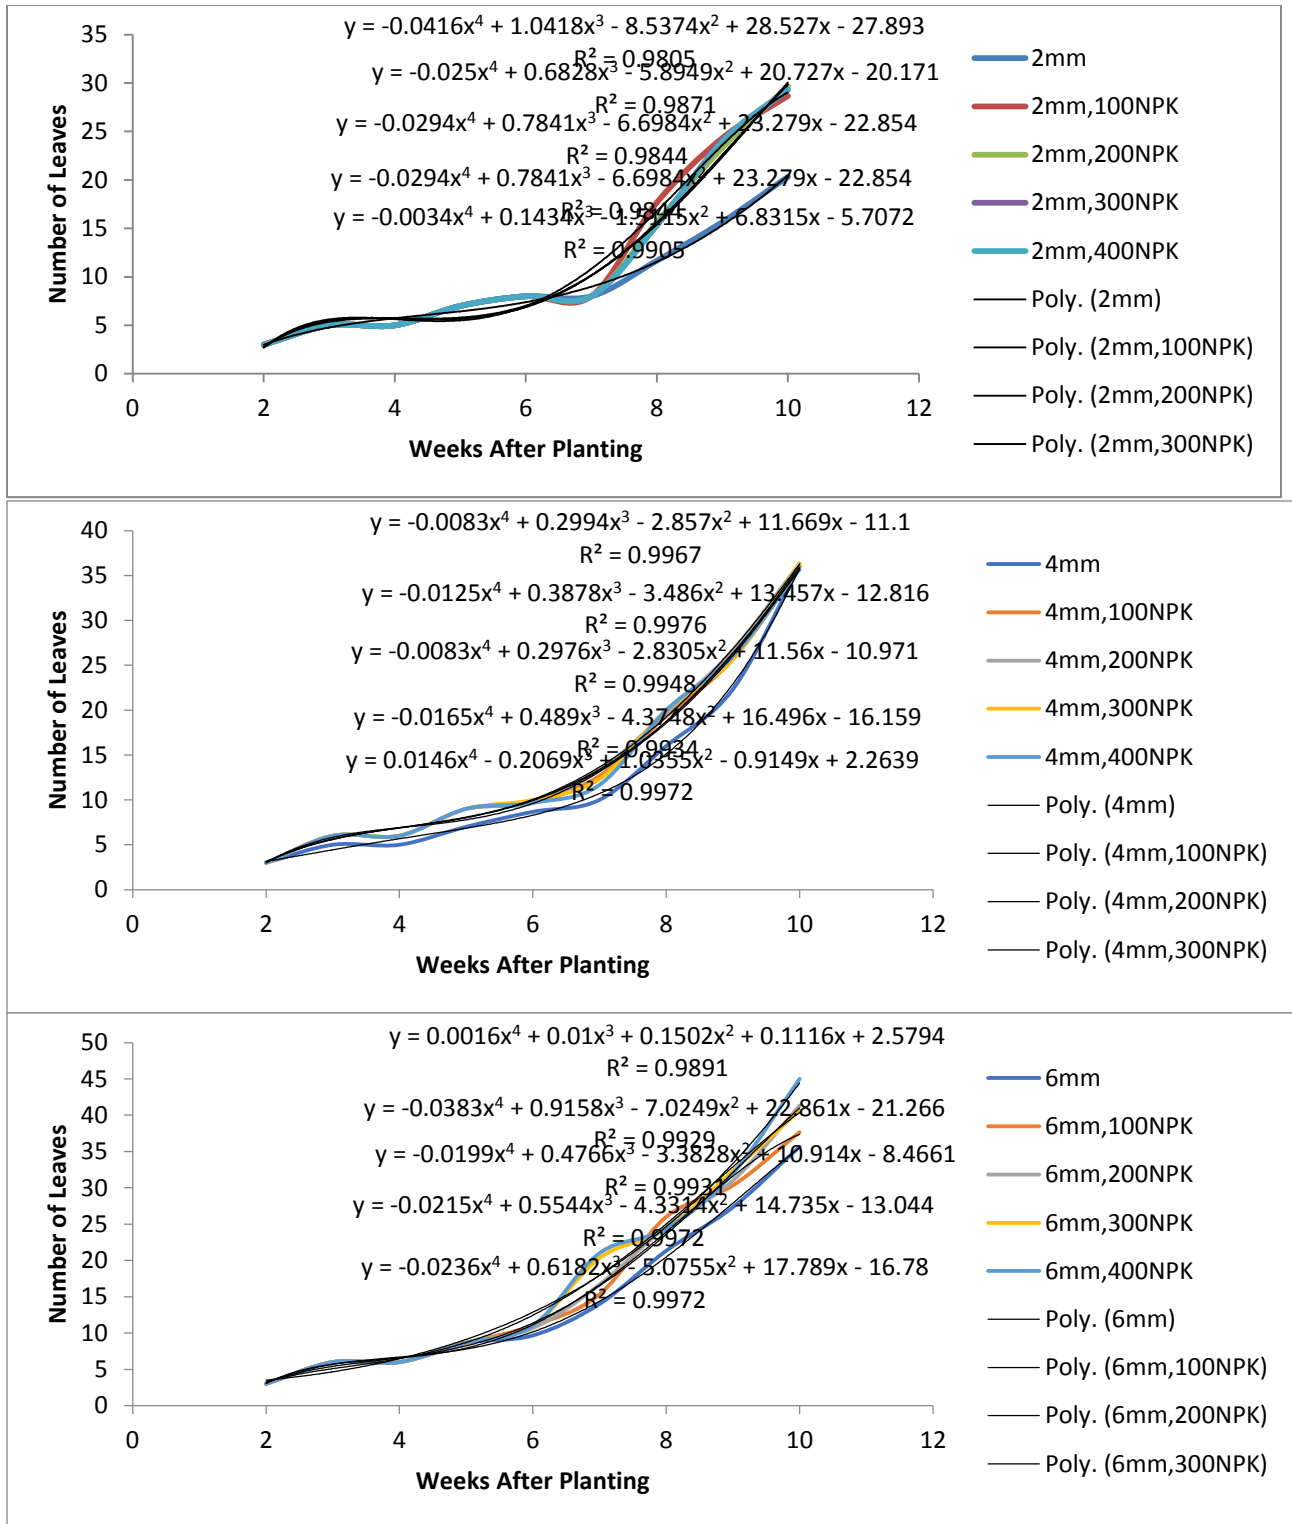 y = -0.0416x⁴ + 1.0418x³ - 8.5374x² + 28.527x - 27.893
R² = 0.9805
y = -0.025x⁴ + 0.6828x³ - 5.8949x² + 20.727x - 20.171
R² = 0.9871
y = -0.0294x⁴ + 0.7841x³ - 6.6984x² + 23.279x - 22.854
R² = 0.9844
y = -0.0294x⁴ + 0.7841x³ - 6.6984x² + 23.279x - 22.854
R² = 0.9844
y = -0.0034x⁴ + 0.1434x³ - 1.5115x² + 6.8315x - 5.7072
R² = 0.9905
35
30
25
20
15
10
5
0
Number of Leaves
0 2 4 6 8 10 12
Weeks After Planting
2mm
2mm,100NPK
2mm,200NPK
2mm,300NPK
2mm,400NPK
Poly. (2mm)
Poly. (2mm,100NPK)
Poly. (2mm,200NPK)
Poly. (2mm,300NPK)
y = -0.0083x⁴ + 0.2994x³ - 2.857x² + 11.669x - 11.1
R² = 0.9967
y = -0.0125x⁴ + 0.3878x³ - 3.486x² + 13.457x - 12.816
R² = 0.9976
y = -0.0083x⁴ + 0.2976x³ - 2.8305x² + 11.56x - 10.971
R² = 0.9948
y = -0.0165x⁴ + 0.489x³ - 4.3748x² + 16.496x - 16.159
R² = 0.9934
y = 0.0146x⁴ - 0.2069x³ + 1.0355x² - 0.9149x + 2.2639
R² = 0.9972
40
35
30
25
20
15
10
5
0
Number of Leaves
0 2 4 6 8 10 12
Weeks After Planting
4mm
4mm,100NPK
4mm,200NPK
4mm,300NPK
4mm,400NPK
Poly. (4mm)
Poly. (4mm,100NPK)
Poly. (4mm,200NPK)
Poly. (4mm,300NPK)
y = 0.0016x⁴ + 0.01x³ + 0.1502x² + 0.1116x + 2.5794
R² = 0.9891
y = -0.0383x⁴ + 0.9158x³ - 7.0249x² + 22.861x - 21.266
R² = 0.9929
y = -0.0199x⁴ + 0.4766x³ - 3.3828x² + 10.914x - 8.4661
R² = 0.9931
y = -0.0215x⁴ + 0.5544x³ - 4.3314x² + 14.735x - 13.044
R² = 0.9972
y = -0.0236x⁴ + 0.6182x³ - 5.0755x² + 17.789x - 16.78
R² = 0.9972
50
45
40
35
30
25
20
15
10
5
0
Number of Leaves
0 2 4 6 8 10 12
Weeks After Planting
6mm
6mm,100NPK
6mm,200NPK
6mm,300NPK
6mm,400NPK
Poly. (6mm)
Poly. (6mm,100NPK)
Poly. (6mm,200NPK)
Poly. (6mm,300NPK)